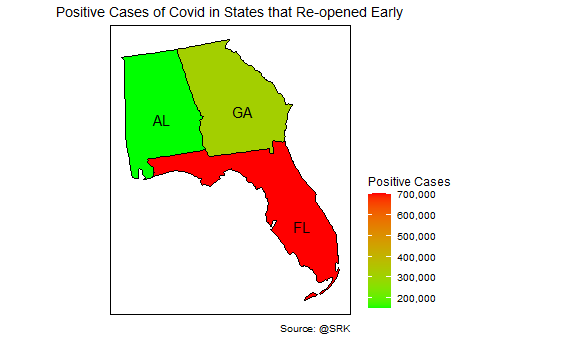 Positive Cases of Covid in States that Re-opened Early
AL
GA
FL
Positive Cases
700,000
600,000
500,000
400,000
300,000
200,000
Source: @SRK